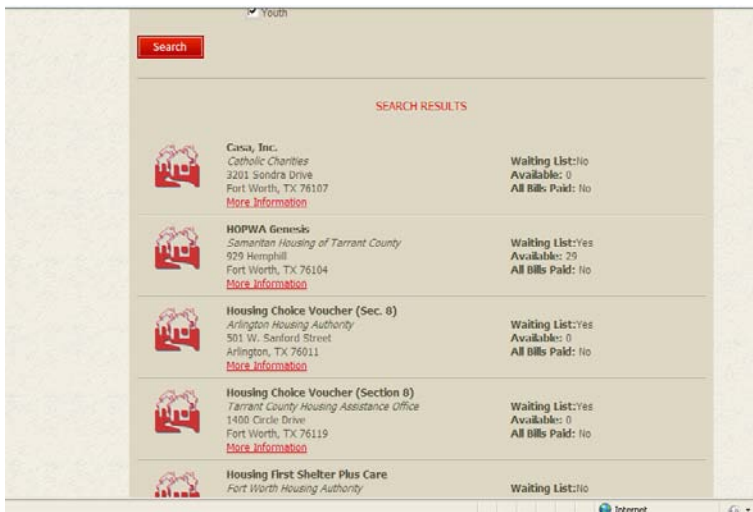 Youth
Search
SEARCH RESULTS
Casa, Inc.
Catholic Charities
3201 Sondra Drive
Fort Worth, TX 76107
More Information
Waiting List:No
Available: 0
All Bills Paid: No
HOPWA Genesis
Samaritan Housing of Tarrant County
929 Hemphill
Fort Worth, TX 76104
More Information
Waiting List:Yes
Available: 29
All Bills Paid: No
Housing Choice Voucher (Sec. 8)
Arlington Housing Authority
501 W. Sanford Street
Arlington, TX 76011
More Information
Waiting List:Yes
Available: 0
All Bills Paid: No
Housing Choice Voucher (Section 8)
Tarrant County Housing Assistance Office
1400 Circle Drive
Fort Worth, TX 76119
More Information
Waiting List:Yes
Available: 0
All Bills Paid: No
Housing First Shelter Plus Care
Fort Worth Housing Authority
Waiting List:No
Internet